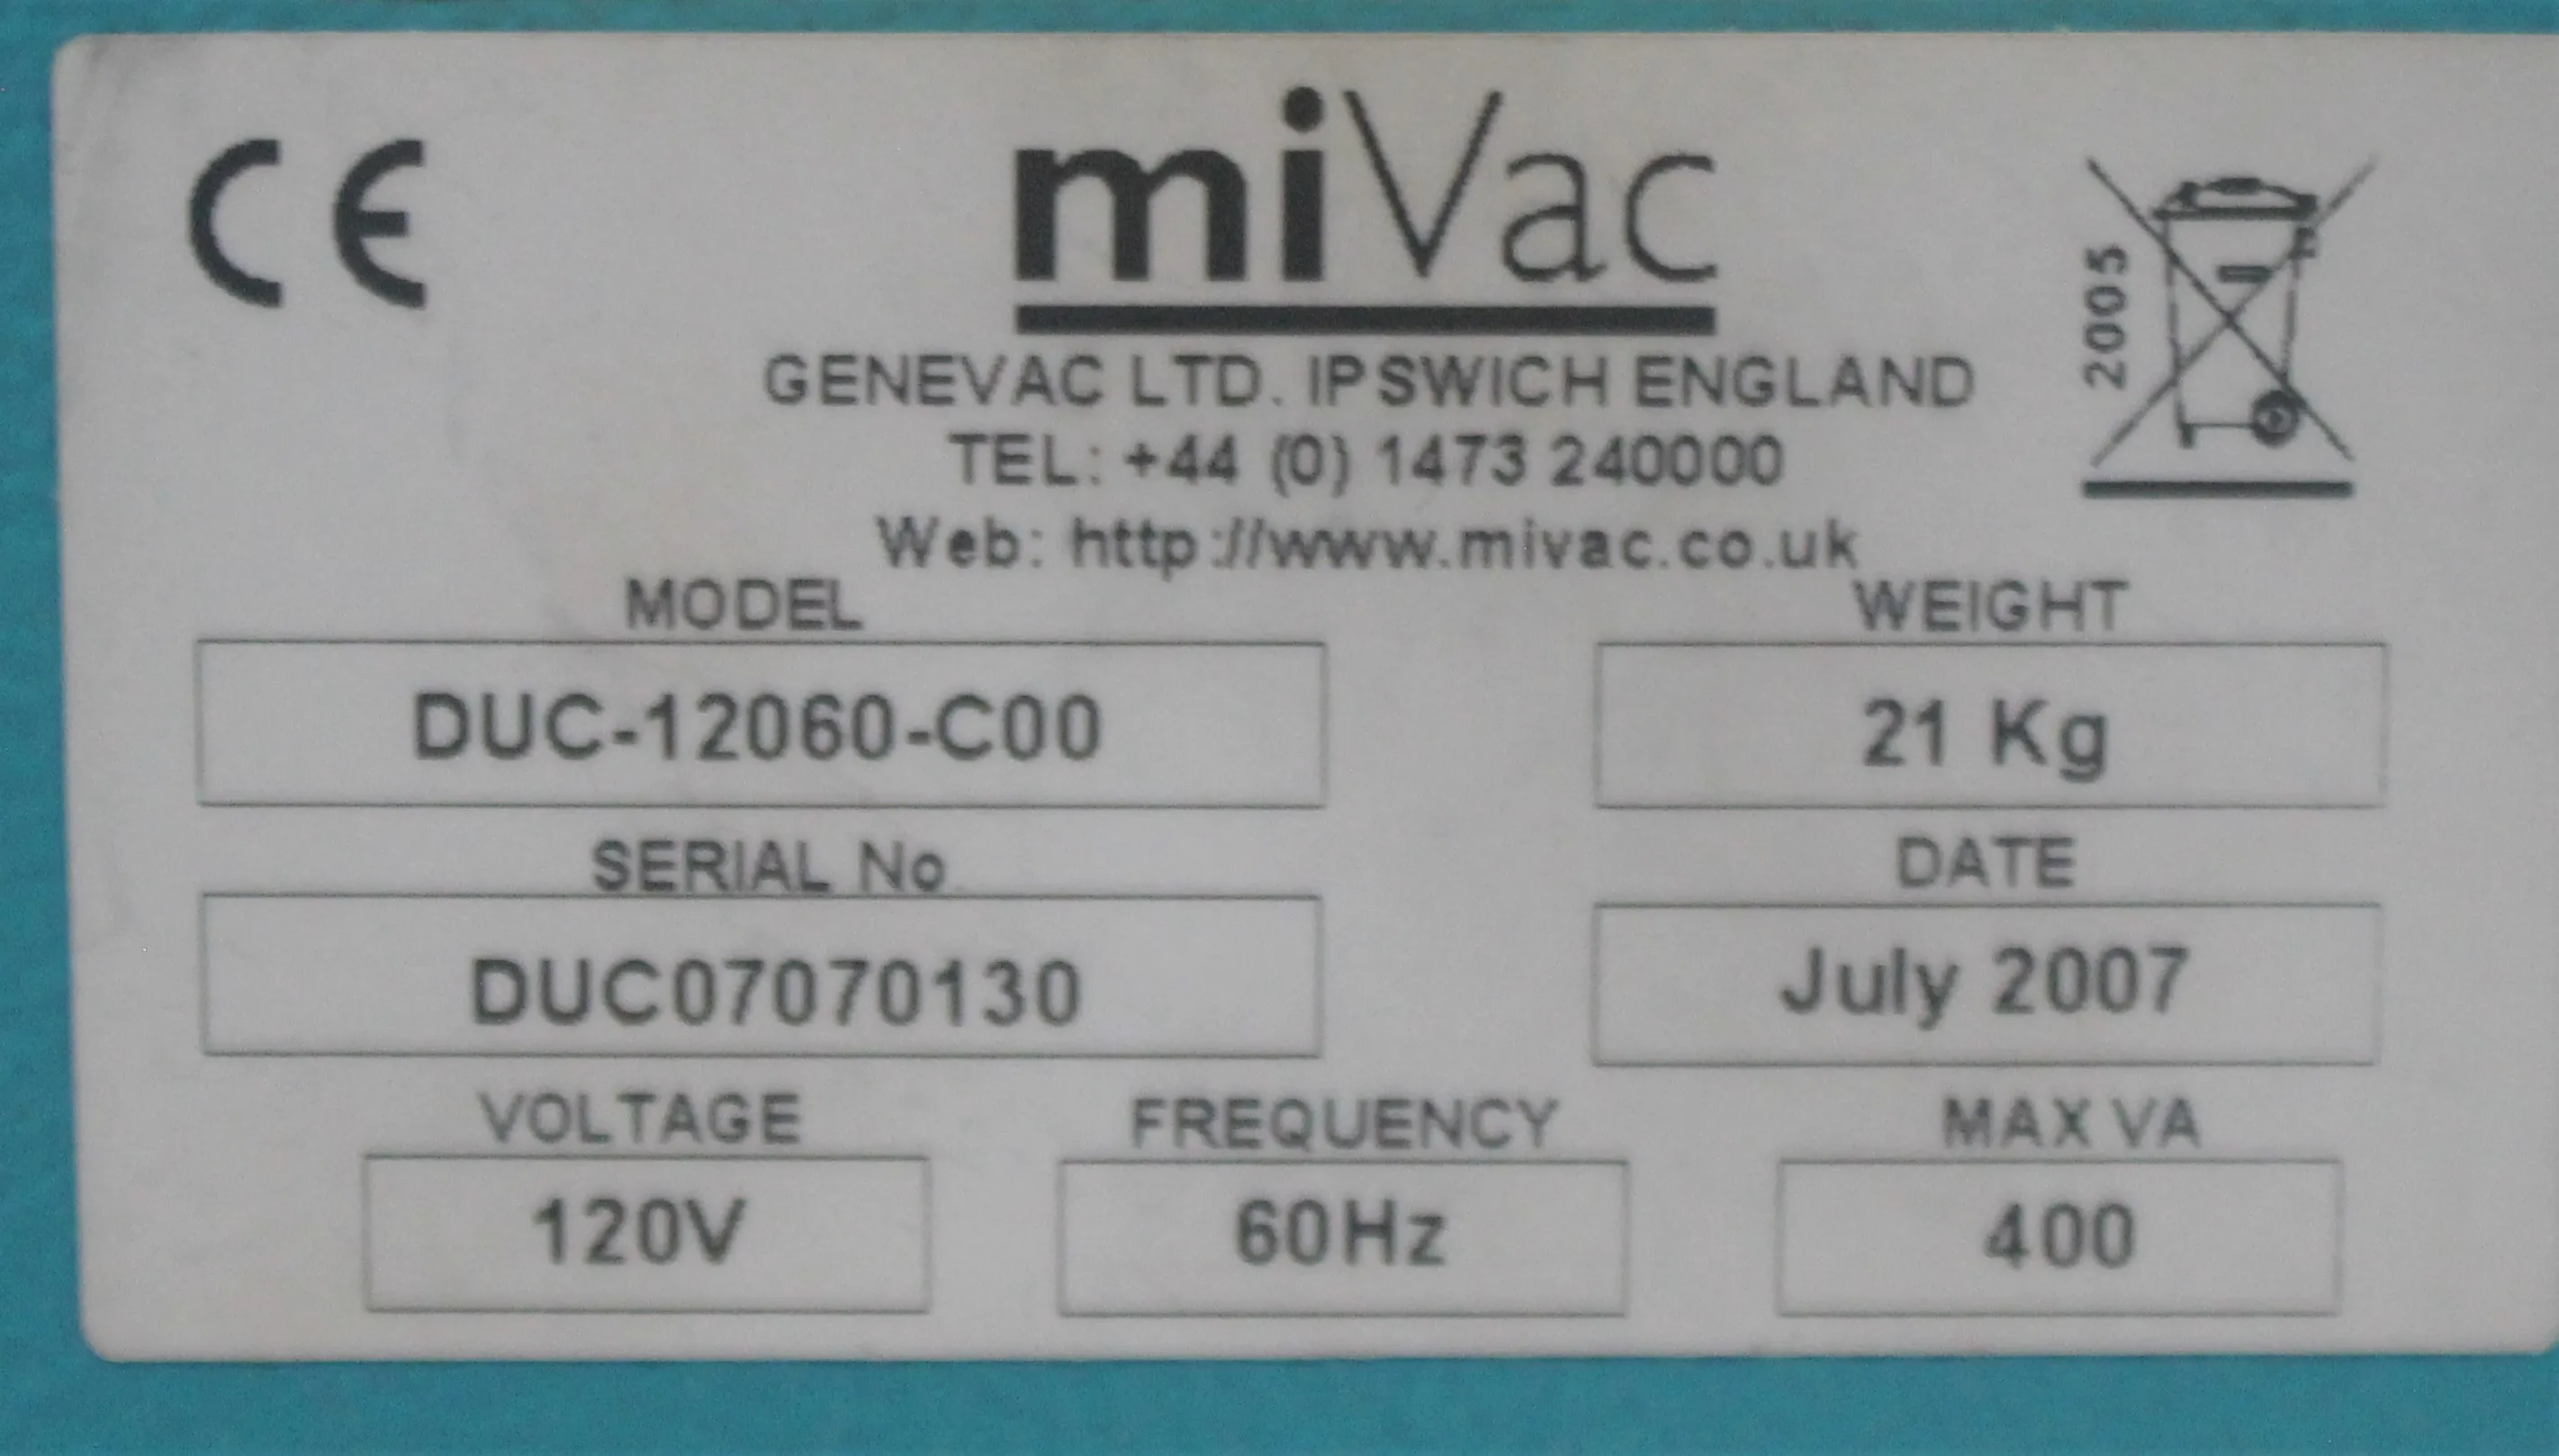 CE
miVac
2005
GENEVAC LTD. IPSWICH ENGLAND
TEL: +44 (0) 1473 240000
Web: http://www.mivac.co.uk
MODEL WEIGHT
DUC-12060-C00 21 Kg
SERIAL No DATE
DUC07070130 July 2007
VOLTAGE FREQUENCY MAX VA
120V 60Hz 400